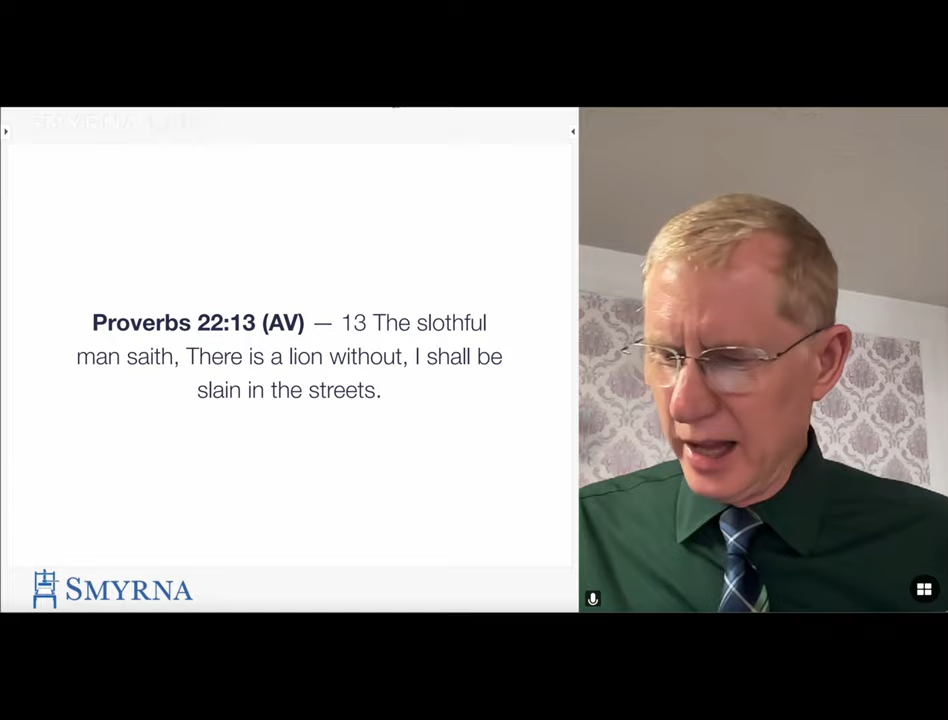 Proverbs 22:13 (AV) — 13 The slothful
man saith, There is a lion without, I shall be
slain in the streets.
SMYRNA